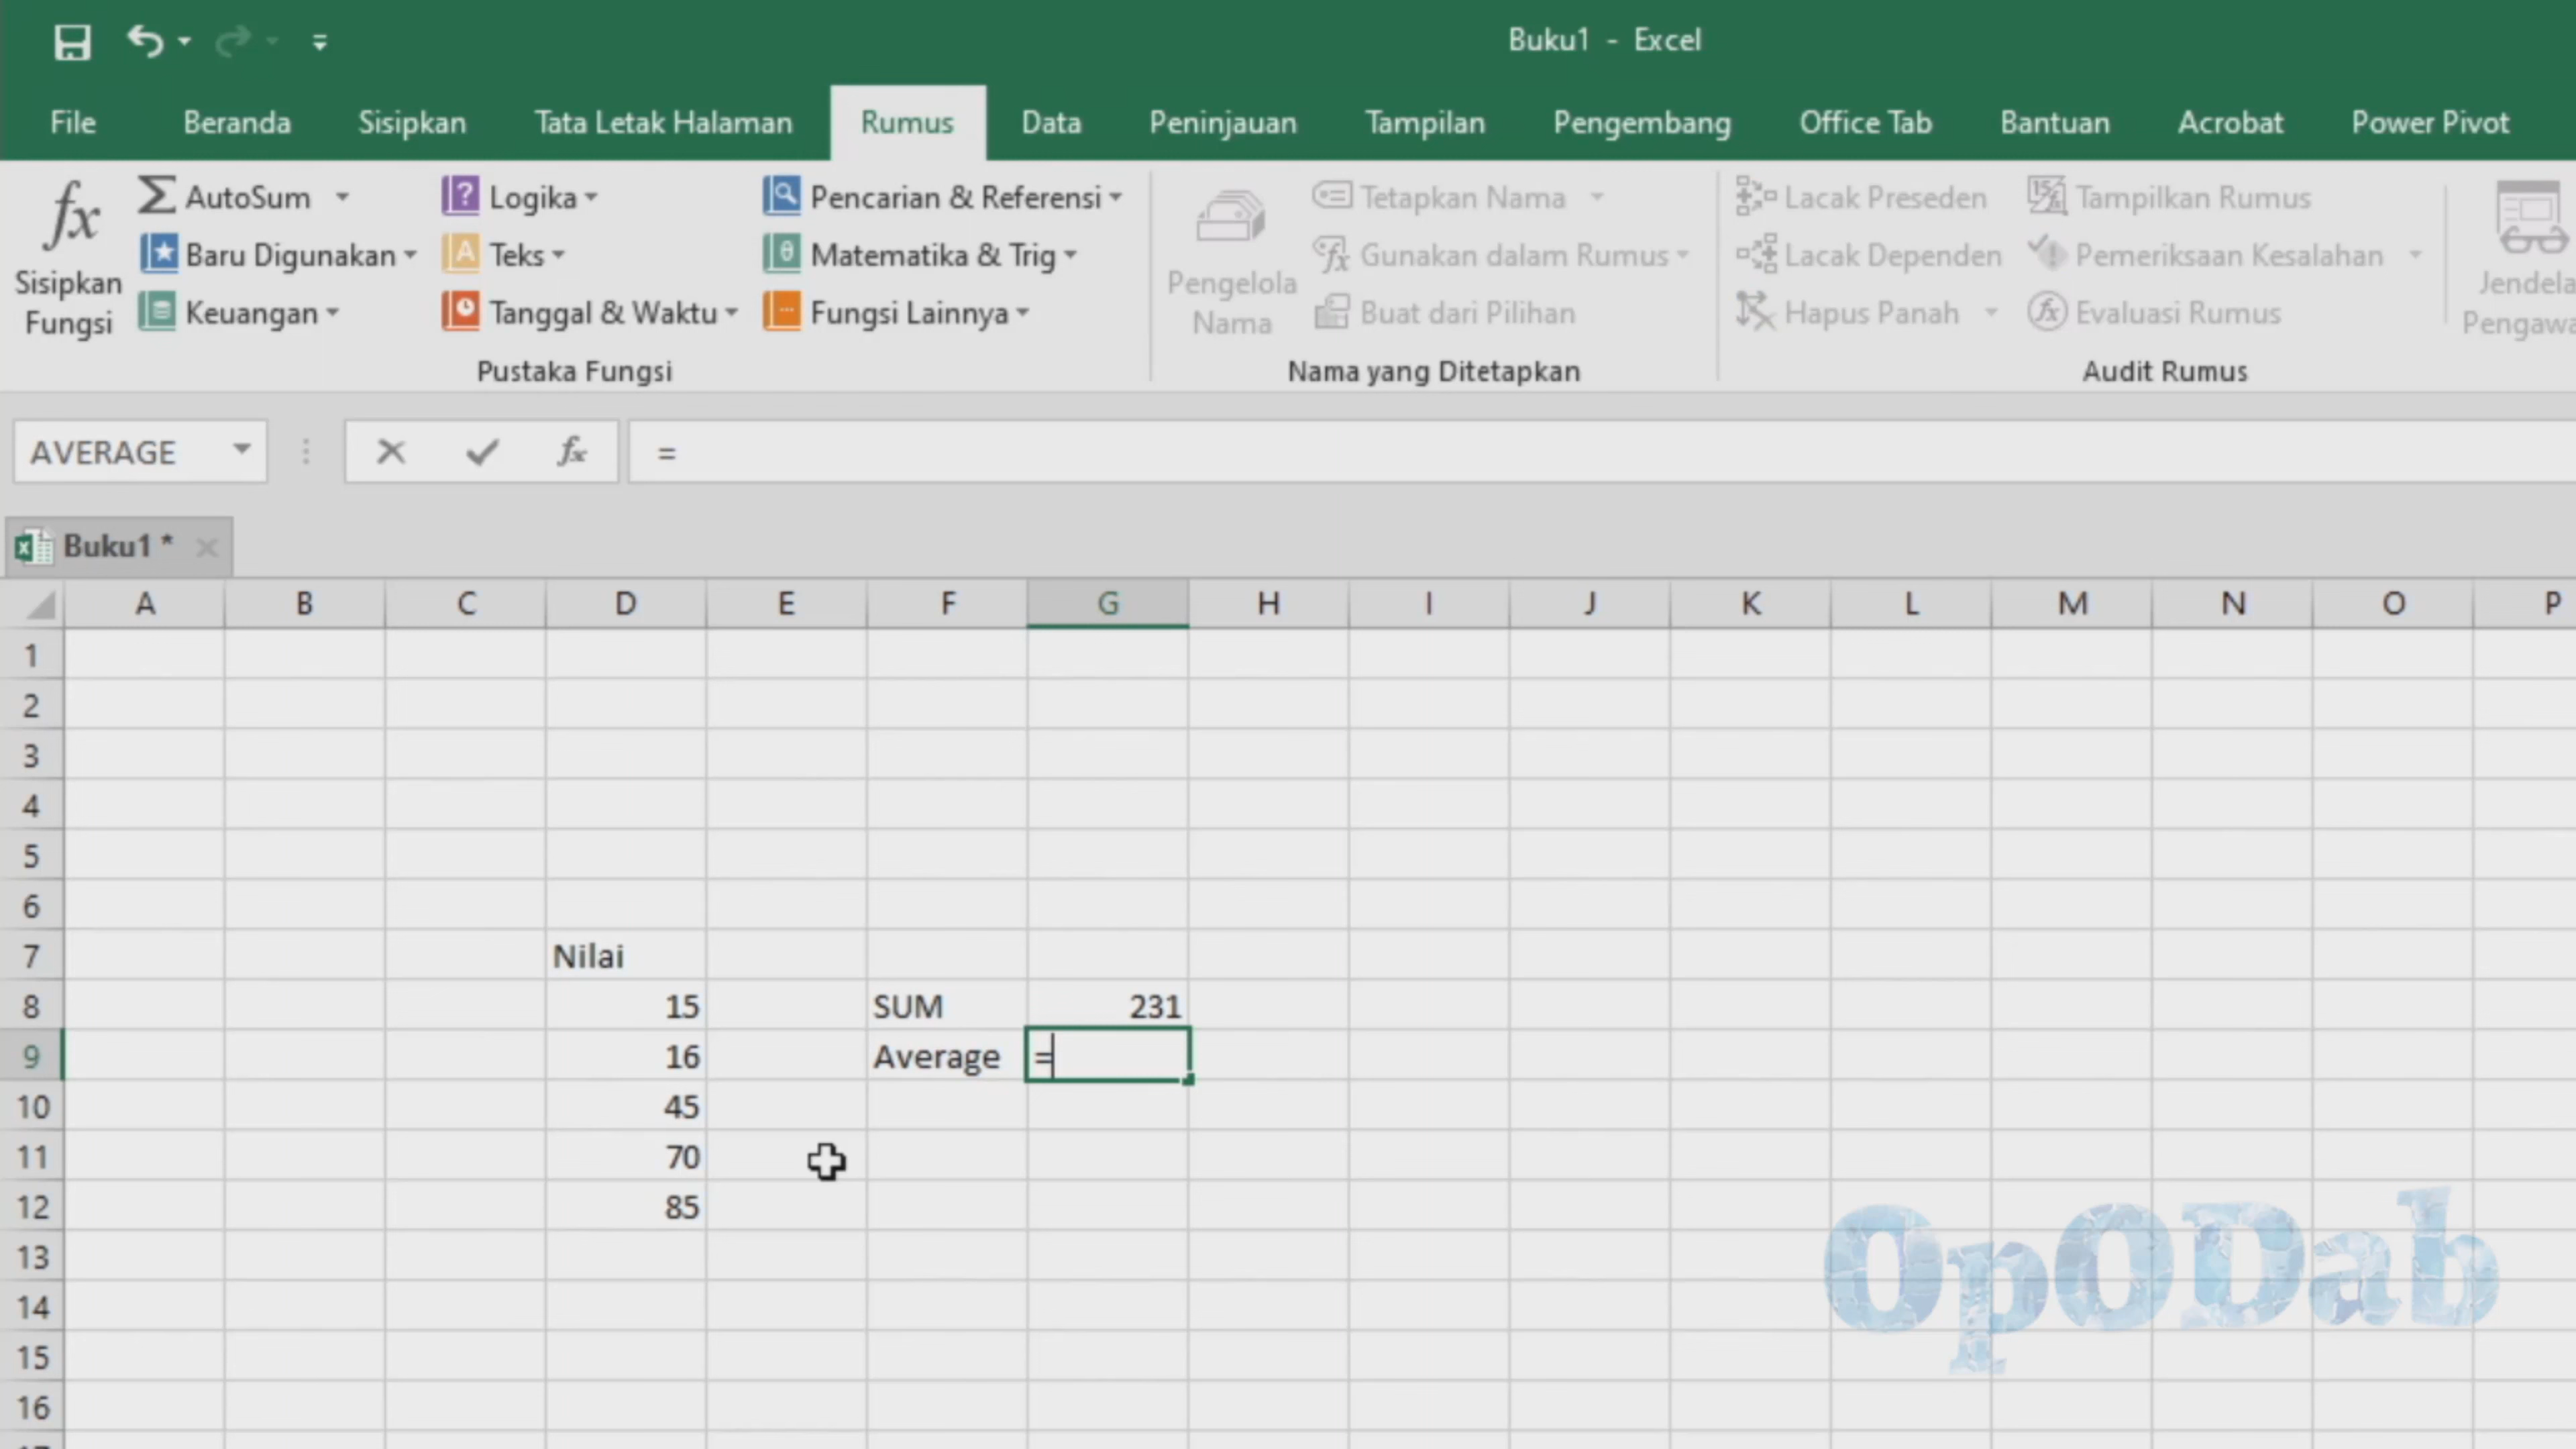 Buku1 - Excel
File Beranda Sisipkan Tata Letak Halaman Rumus Data Peninjauan Tampilan Pengembang Office Tab Bantuan Acrobat Power Pivot
fx Sisipkan Fungsi
AutoSum
Baru Digunakan
Keuangan
Logika
Teks
Tanggal & Waktu
Pencarian & Referensi
Matematika & Trig
Fungsi Lainnya
Pustaka Fungsi
Pengelola Nama
Tetapkan Nama
Gunakan dalam Rumus
Buat dari Pilihan
Nama yang Ditetapkan
Lacak Preseden
Lacak Dependen
Hapus Panah
Tampilkan Rumus
Pemeriksaan Kesalahan
Evaluasi Rumus
Audit Rumus
Jendela
Pengawa
AVERAGE fx =
Buku1 *
A B C D E F G H I J K L M N O P
1
2
3
4
5
6
7 Nilai
8 15 SUM 231
9 16 Average =
10 45
11 70
12 85
13
14
15
16
OpODab